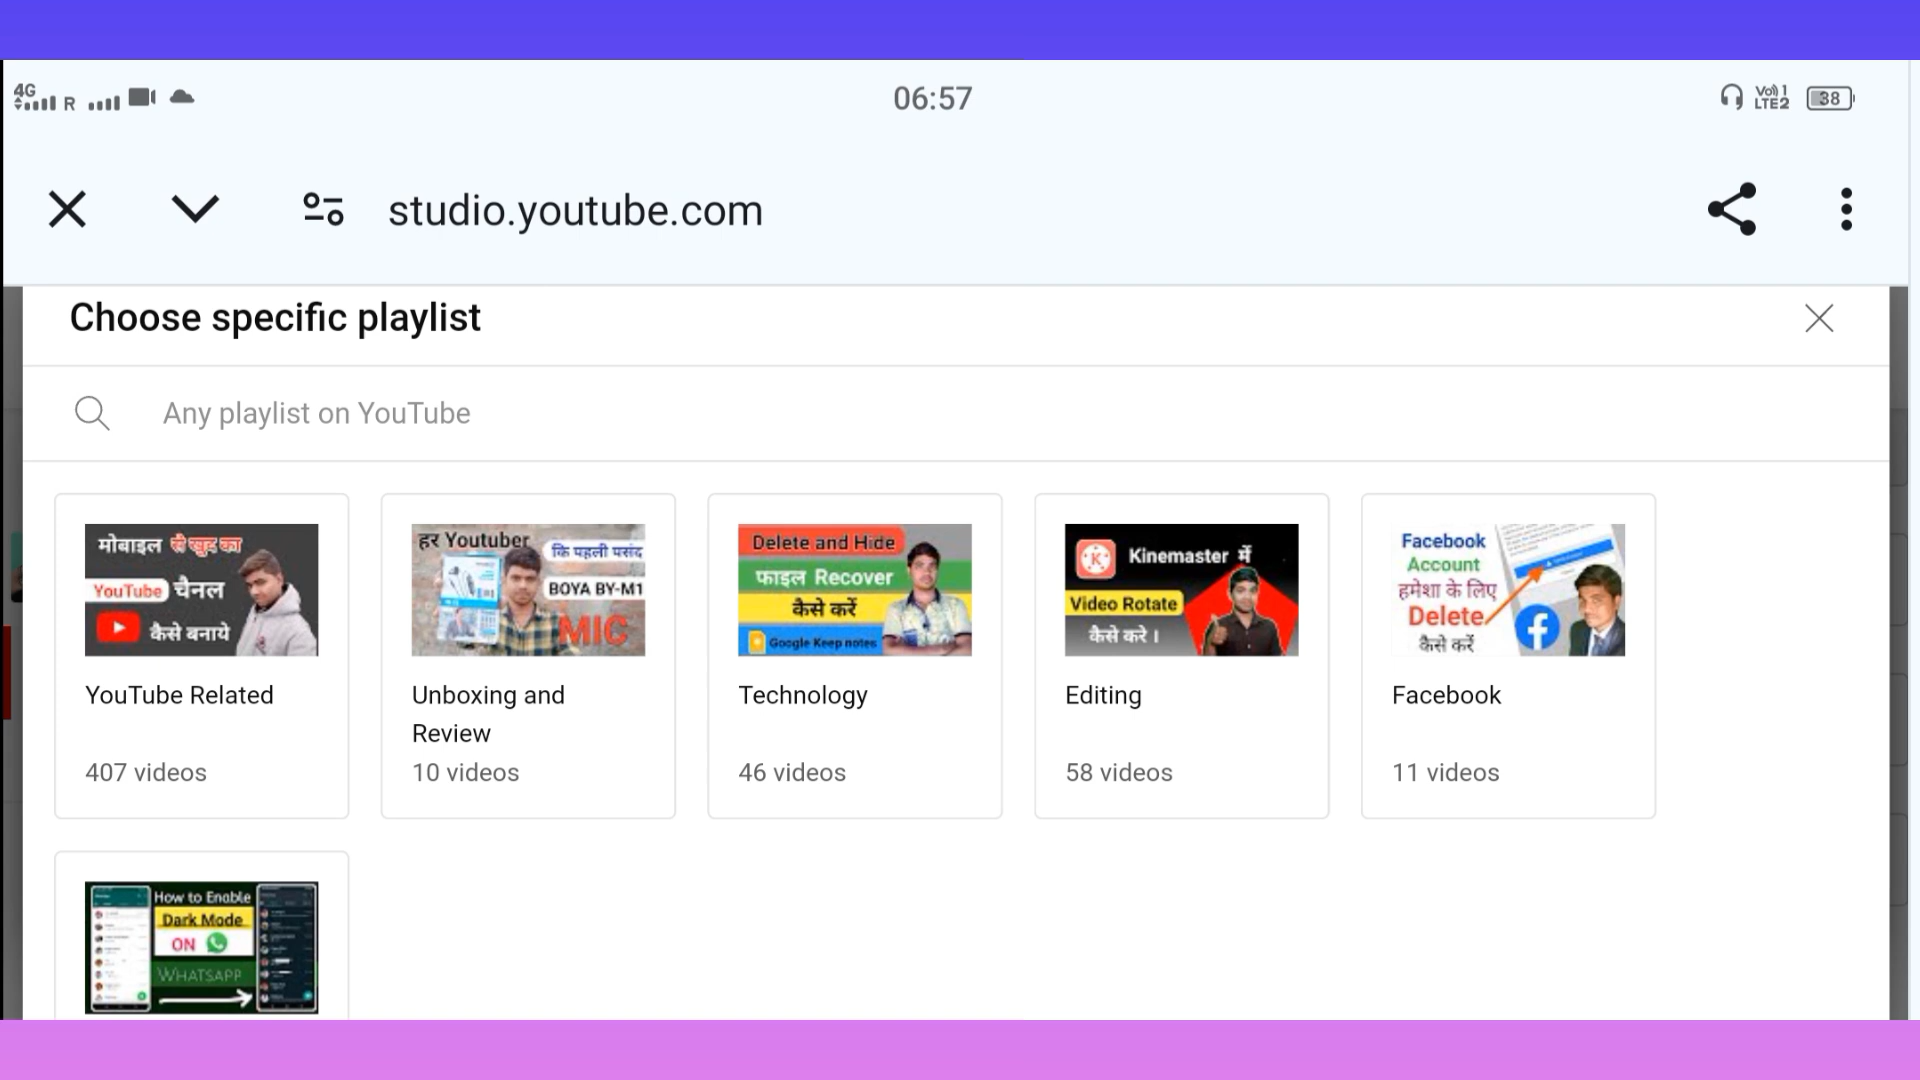 4G
R
06:57
Vo)) 1
LTE2
38
studio.youtube.com
Choose specific playlist
Any playlist on YouTube
मोबाइल से खुद का
YouTube चैनल
कैसे बनाये
YouTube Related
407 videos
हर Youtuber
कि पहली पसंद
BOYA BY-M1
MIC
Unboxing and
Review
10 videos
Delete and Hide
फाइल Recover
कैसे करें
Google Keep notes
Technology
46 videos
Kinemaster में
Video Rotate
कैसे करे ।
Editing
58 videos
Facebook
Account
हमेशा के लिए
Delete
कैसे करें
Facebook
11 videos
How to Enable
Dark Mode
ON
WHATSAPP